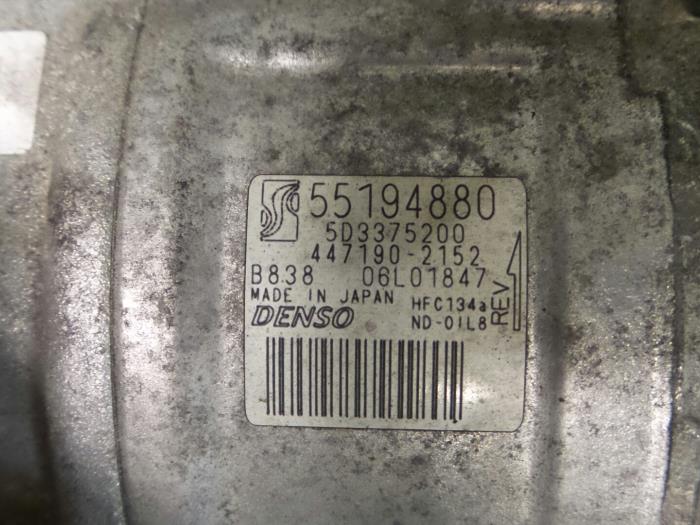 55194880
5D3375200
447190-2152
B838 06L01847
MADE IN JAPAN HFC134a
DENSO ND-OIL8
REV